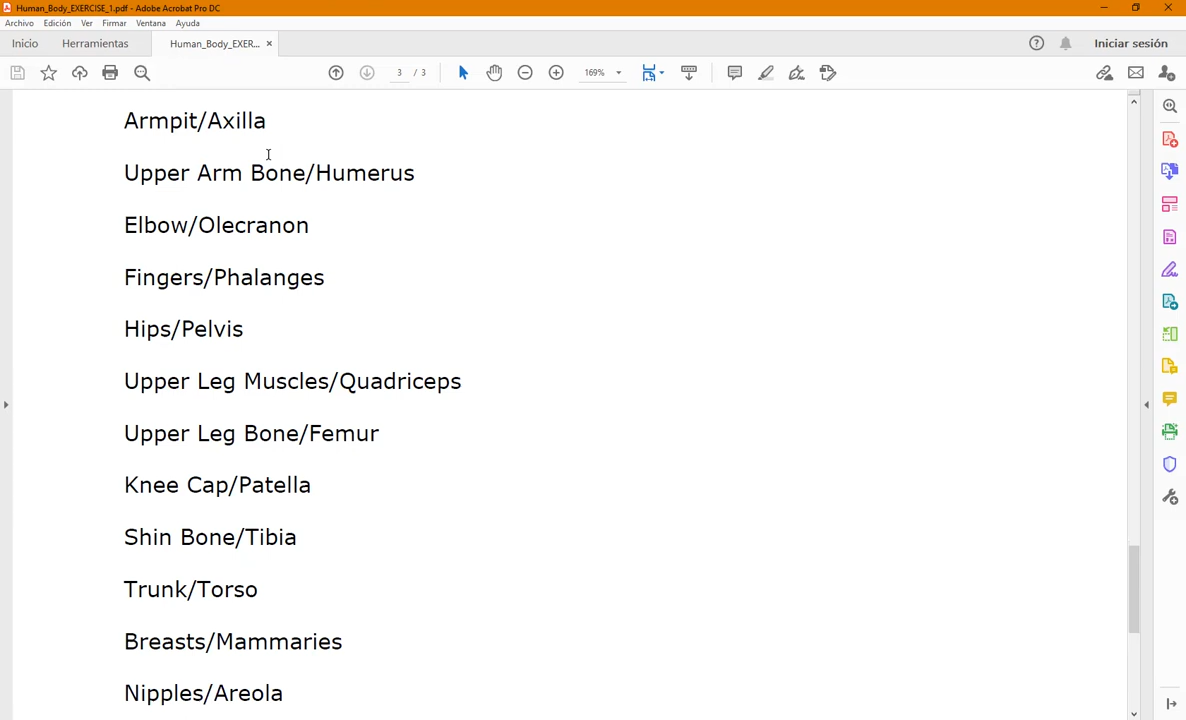 Human_Body_EXERCISE_1.pdf - Adobe Acrobat Pro DC
Archivo Edición Ver Firmar Ventana Ayuda
Inicio Herramientas Human_Body_EXER... Iniciar sesión
3 / 3 169%
Armpit/Axilla
Upper Arm Bone/Humerus
Elbow/Olecranon
Fingers/Phalanges
Hips/Pelvis
Upper Leg Muscles/Quadriceps
Upper Leg Bone/Femur
Knee Cap/Patella
Shin Bone/Tibia
Trunk/Torso
Breasts/Mammaries
Nipples/Areola